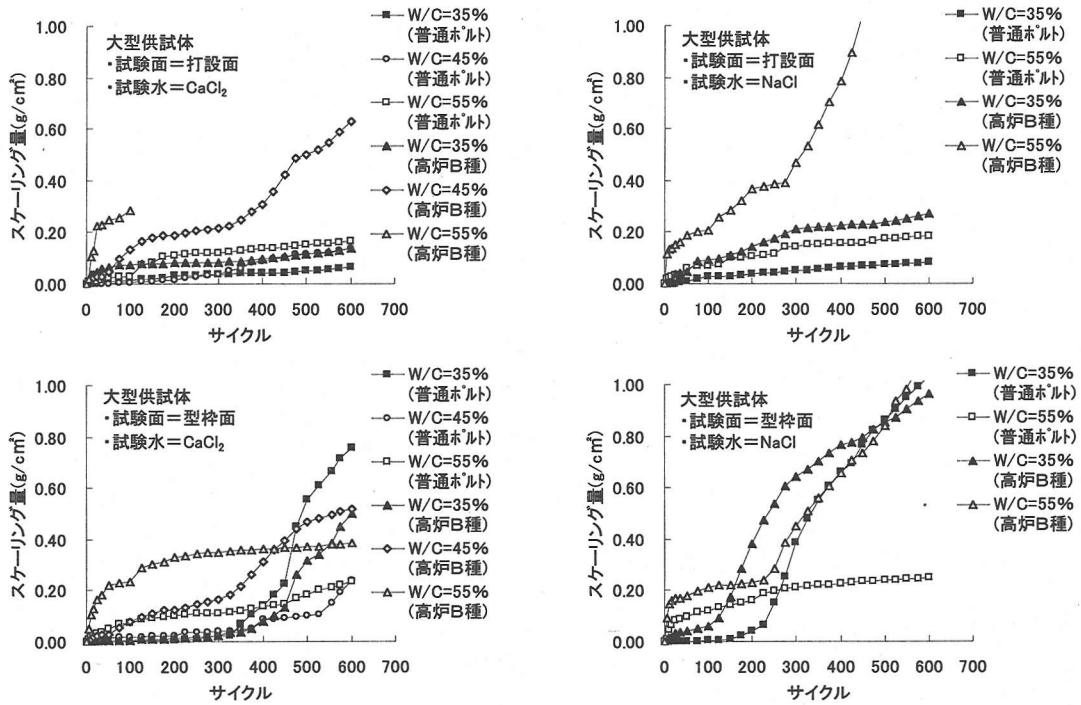 1.00
0.80
0.60
0.40
0.20
0.00
スケーリング量(g/cm²)
大型供試体
・試験面=打設面
・試験水=CaCl₂
0 100 200 300 400 500 600 700
サイクル
W/C=35%
(普通ポルト)
W/C=45%
(普通ポルト)
W/C=55%
(普通ポルト)
W/C=35%
(高炉B種)
W/C=45%
(高炉B種)
W/C=55%
(高炉B種)
1.00
0.80
0.60
0.40
0.20
0.00
スケーリング量(g/cm²)
大型供試体
・試験面=打設面
・試験水=NaCl
0 100 200 300 400 500 600 700
サイクル
W/C=35%
(普通ポルト)
W/C=55%
(普通ポルト)
W/C=35%
(高炉B種)
W/C=55%
(高炉B種)
1.00
0.80
0.60
0.40
0.20
0.00
スケーリング量(g/cm²)
大型供試体
・試験面=型枠面
・試験水=CaCl₂
0 100 200 300 400 500 600 700
サイクル
W/C=35%
(普通ポルト)
W/C=45%
(普通ポルト)
W/C=55%
(普通ポルト)
W/C=35%
(高炉B種)
W/C=45%
(高炉B種)
W/C=55%
(高炉B種)
1.00
0.80
0.60
0.40
0.20
0.00
スケーリング量(g/cm²)
大型供試体
・試験面=型枠面
・試験水=NaCl
0 100 200 300 400 500 600 700
サイクル
W/C=35%
(普通ポルト)
W/C=55%
(普通ポルト)
W/C=35%
(高炉B種)
W/C=55%
(高炉B種)